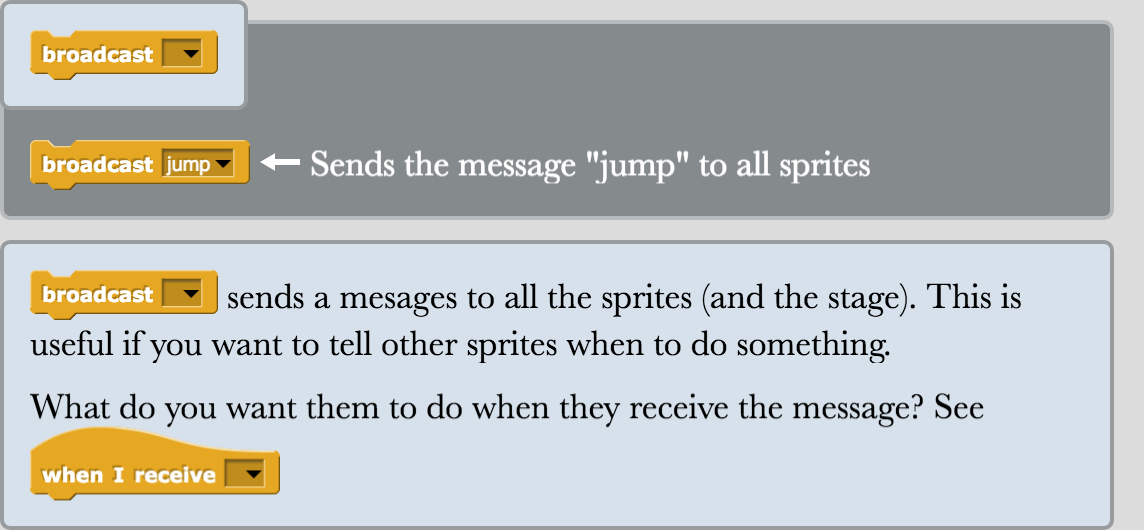 broadcast
broadcast jump Sends the message "jump" to all sprites
broadcast sends a mesages to all the sprites (and the stage). This is
useful if you want to tell other sprites when to do something.
What do you want them to do when they receive the message? See
when I receive